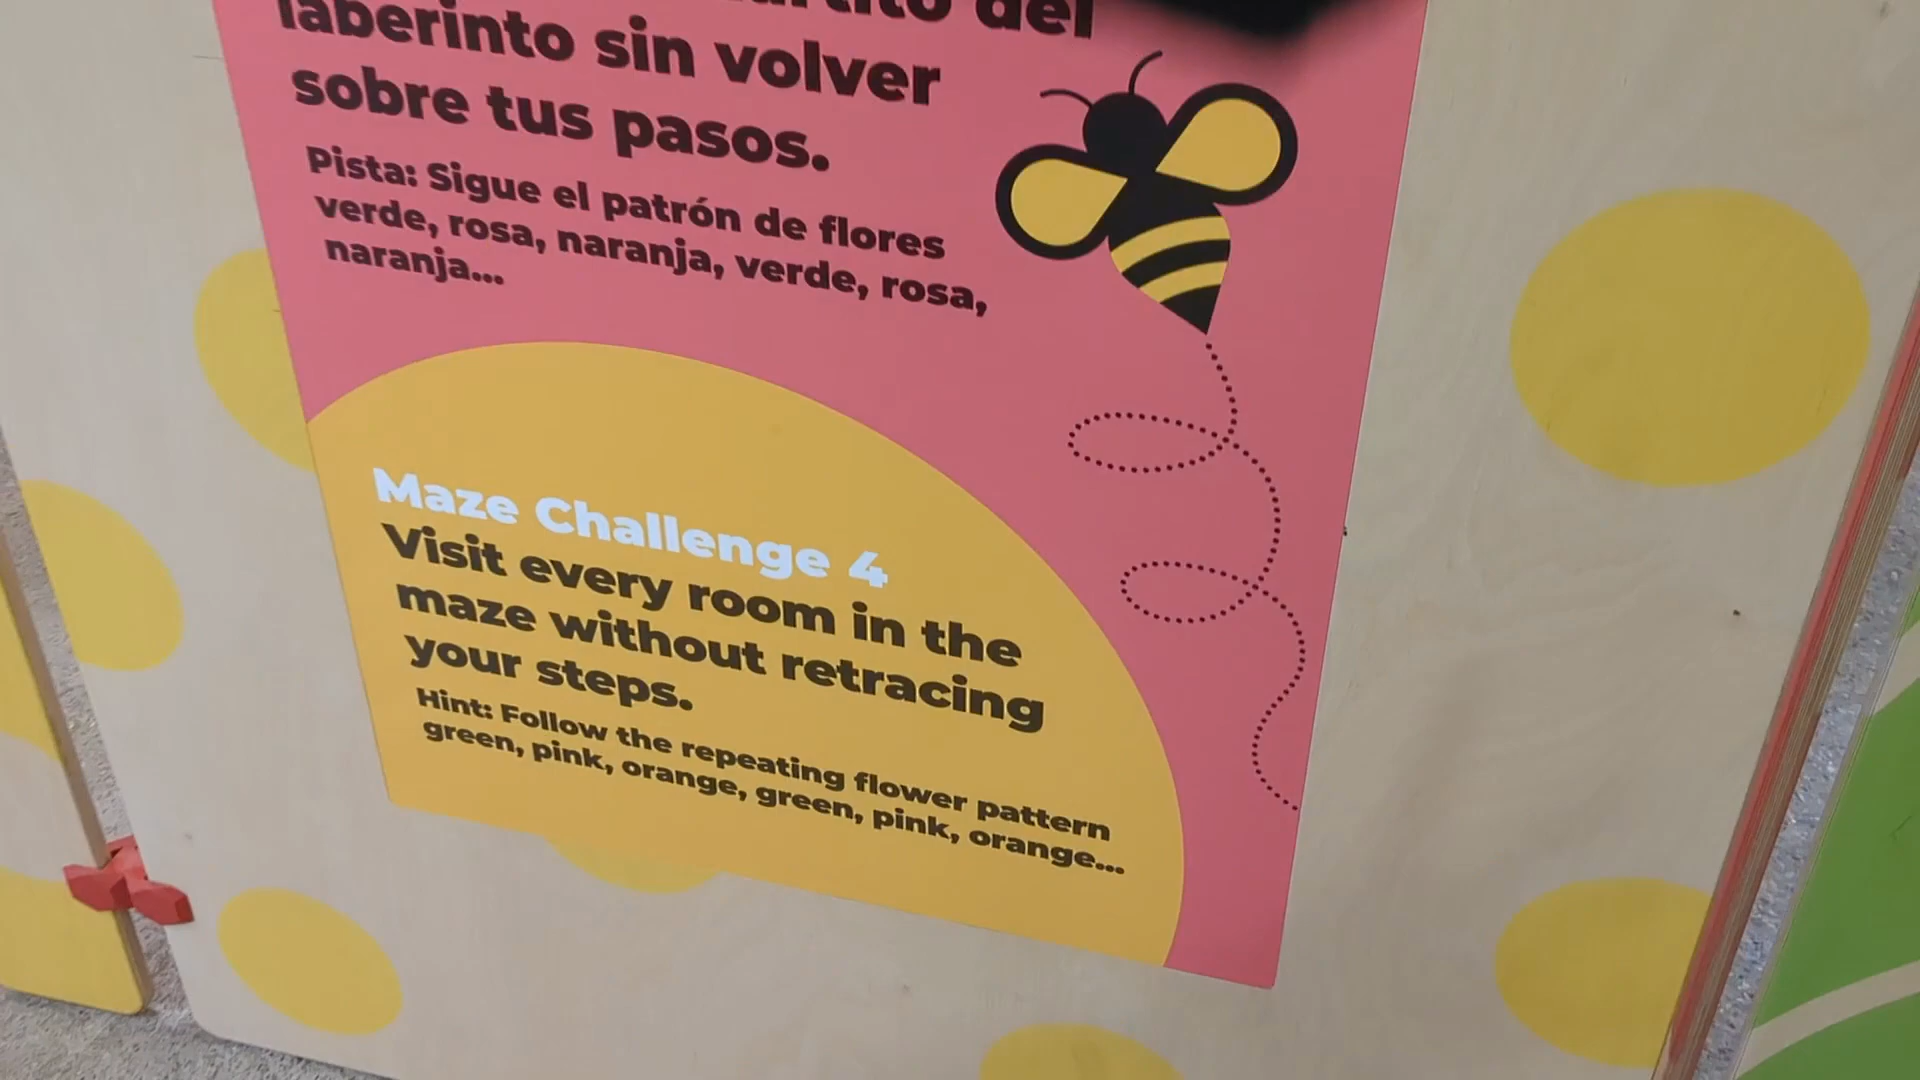 del
laberinto sin volver
sobre tus pasos.
Pista: Sigue el patrón de flores
verde, rosa, naranja, verde, rosa,
naranja...
Maze Challenge 4
Visit every room in the
maze without retracing
your steps.
Hint: Follow the repeating flower pattern
green, pink, orange, green, pink, orange...